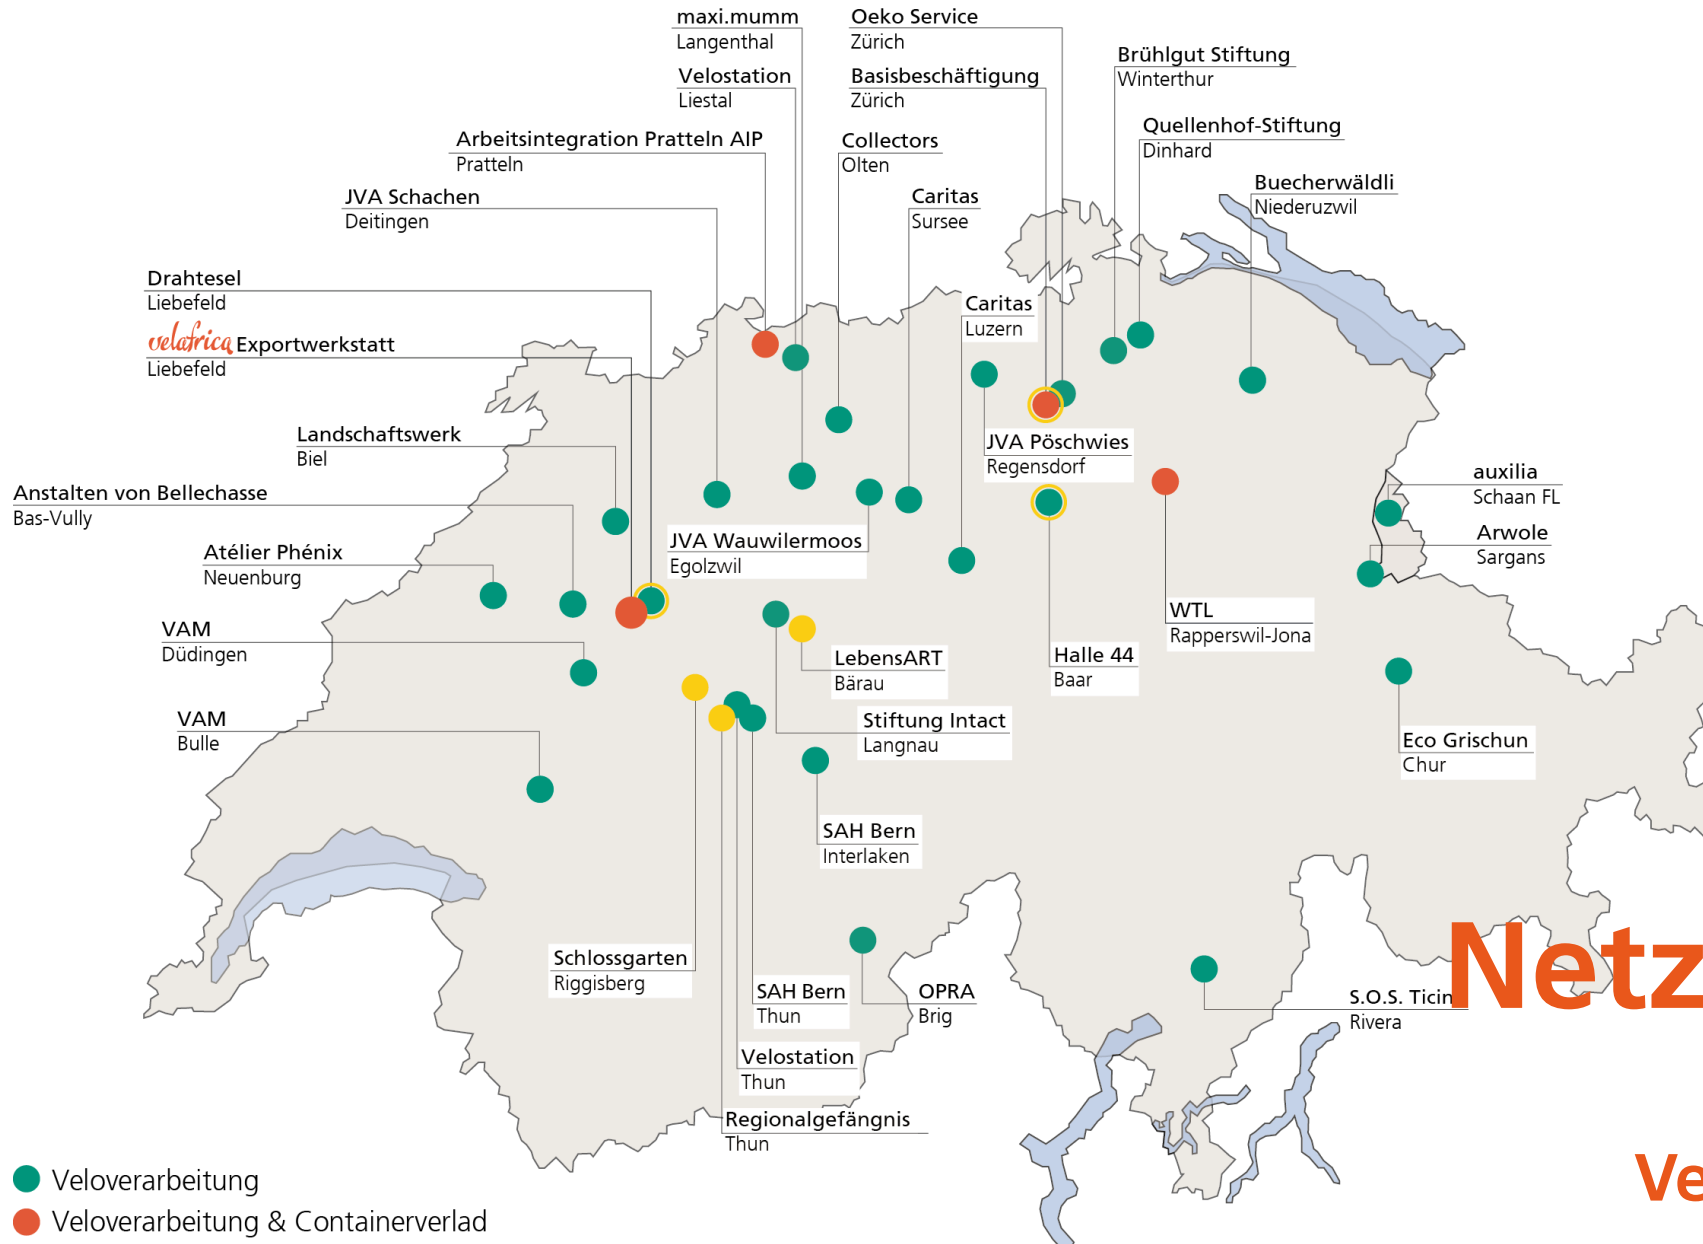 maxi.mumm
Langenthal
Oeko Service
Zürich
Brühlgut Stiftung
Winterthur
Velostation
Liestal
Basisbeschäftigung
Zürich
Quellenhof-Stiftung
Dinhard
Arbeitsintegration Pratteln AIP
Pratteln
Collectors
Olten
Buecherwäldli
Niederuzwil
JVA Schachen
Deitingen
Caritas
Sursee
Drahtesel
Liebefeld
Caritas
Luzern
velafrica Exportwerkstatt
Liebefeld
Landschaftswerk
Biel
JVA Pöschwies
Regensdorf
auxilia
Schaan FL
Anstalten von Bellechasse
Bas-Vully
Arwole
Sargans
JVA Wauwilermoos
Egolzwil
Atélier Phénix
Neuenburg
WTL
Rapperswil-Jona
VAM
Düdingen
LebensART
Bärau
Halle 44
Baar
VAM
Bulle
Stiftung Intact
Langnau
Eco Grischun
Chur
SAH Bern
Interlaken
Schlossgarten
Riggisberg
SAH Bern
Thun
OPRA
Brig
S.O.S. Ticin
Rivera
Netz
Velostation
Thun
Regionalgefängnis
Thun
Veloverarbeitung
Ve
Veloverarbeitung & Containerverlad